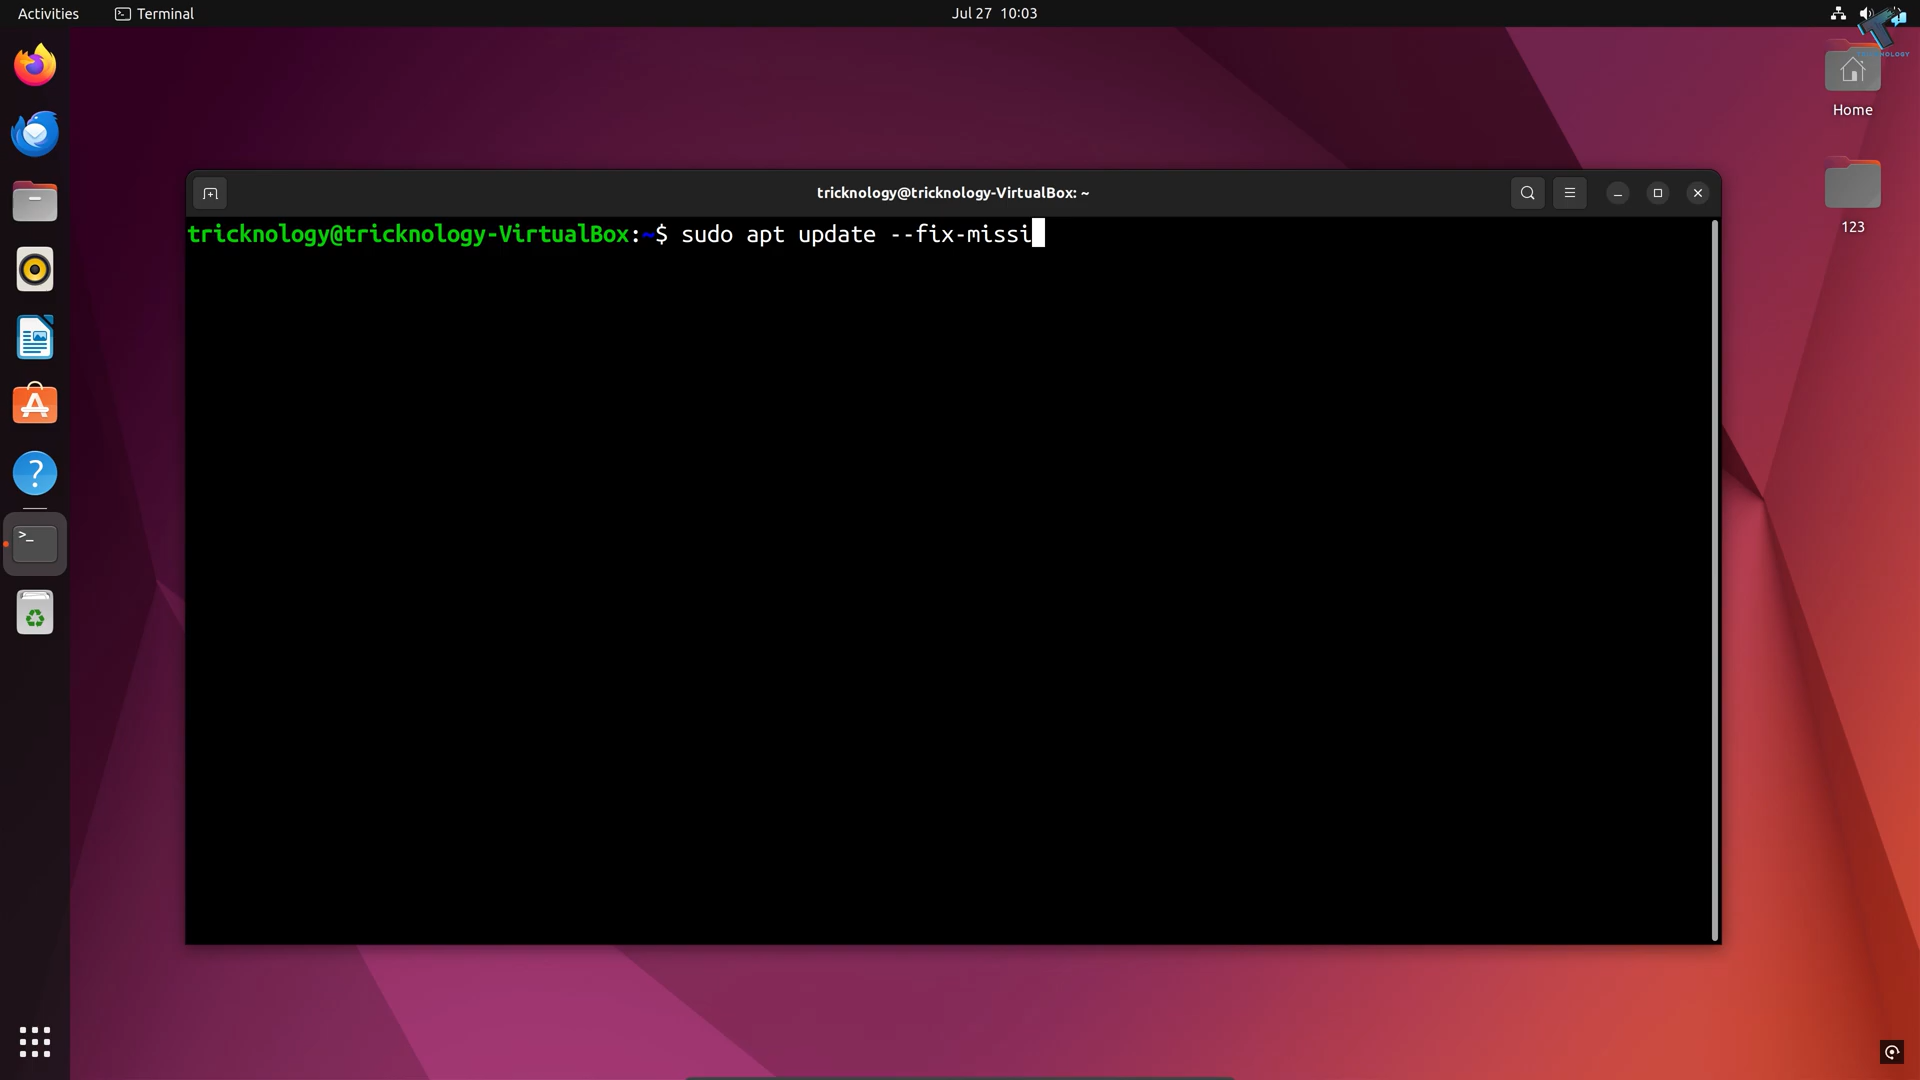 Activities Terminal Jul 27 10:03
Home
tricknology@tricknology-VirtualBox: ~
tricknology@tricknology-VirtualBox:~$ sudo apt update --fix-missi
123